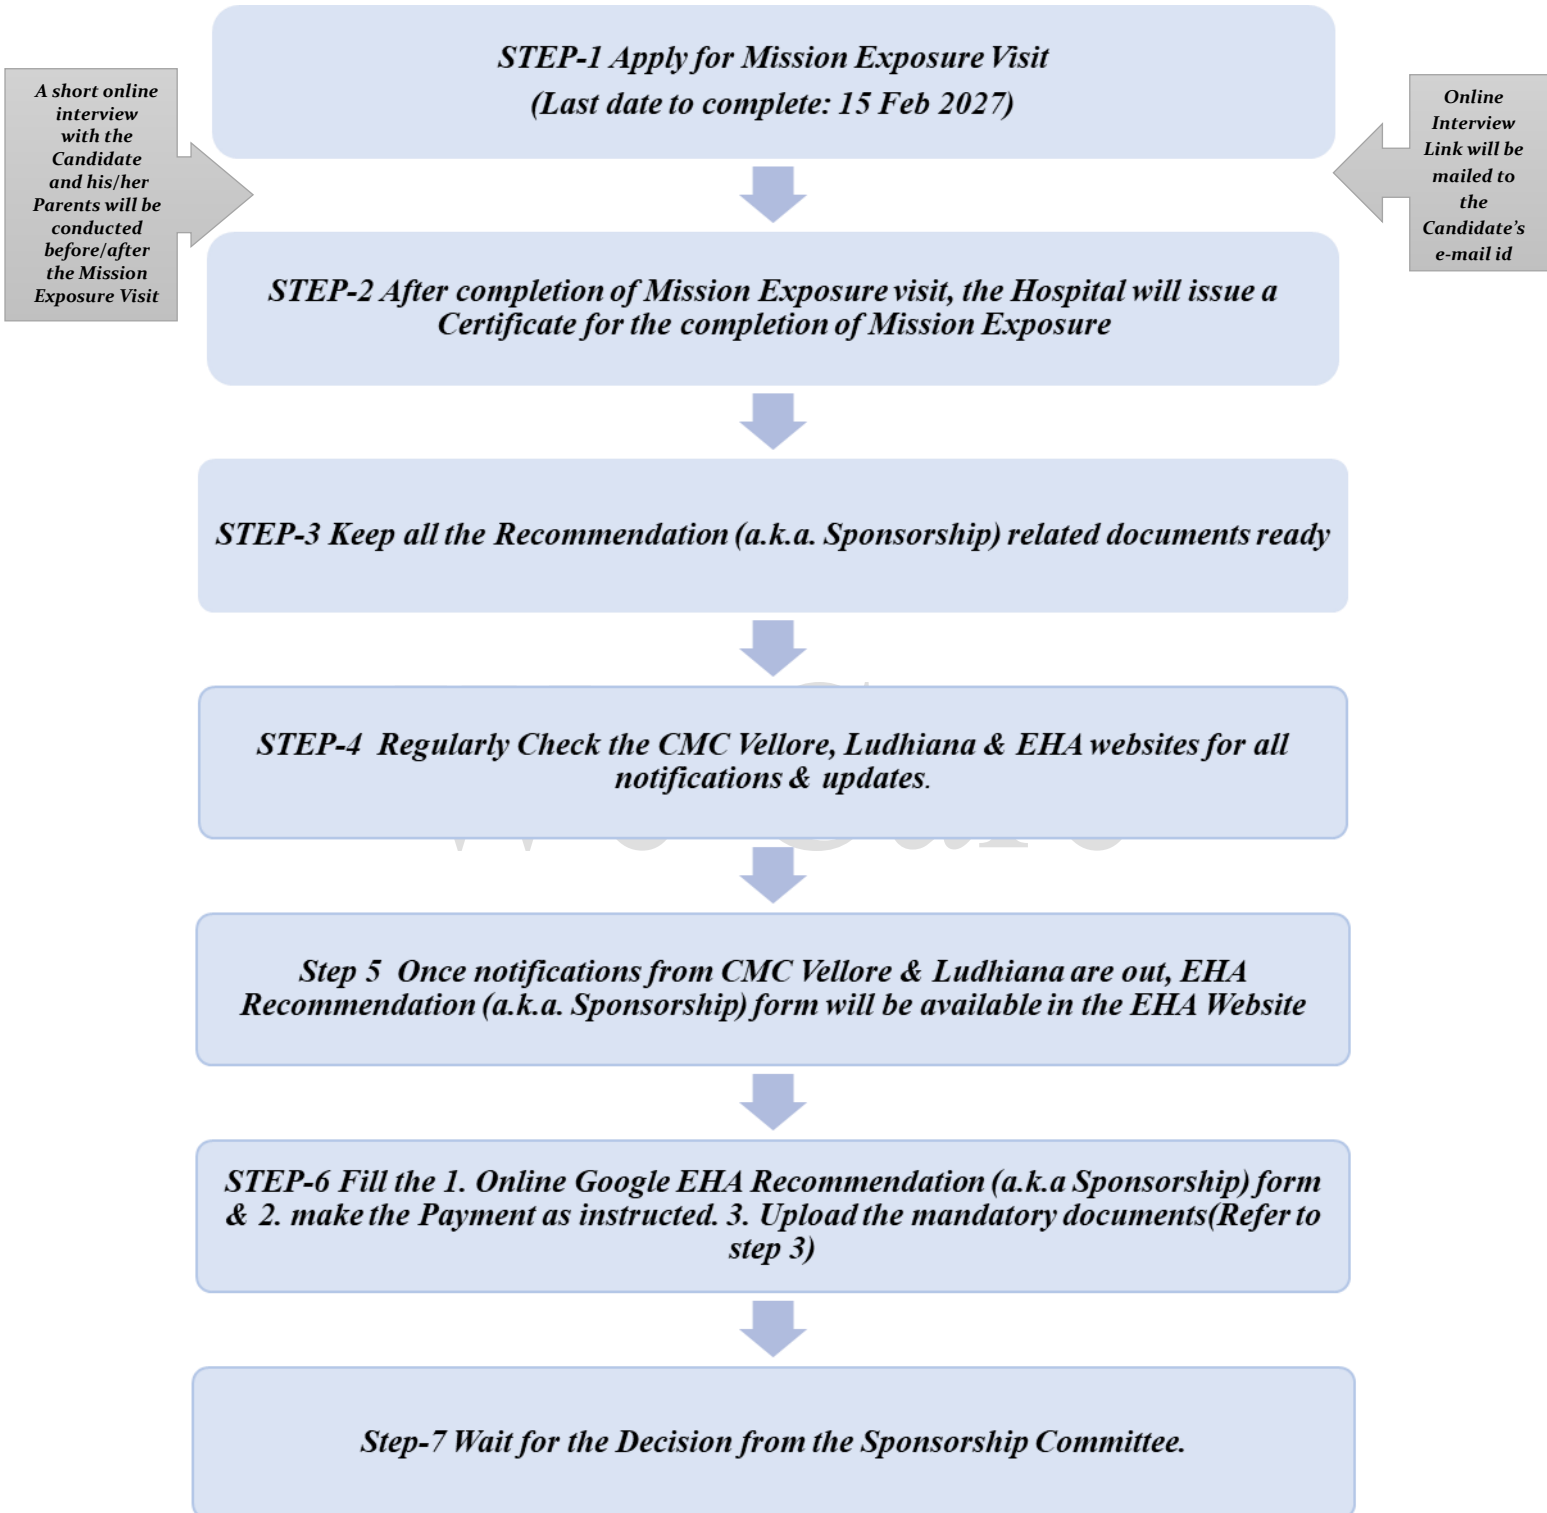 STEP-1 Apply for Mission Exposure Visit
(Last date to complete: 15 Feb 2027)
A short online
interview
with the
Candidate
and his/her
Parents will be
conducted
before/after
the Mission
Exposure Visit
Online
Interview
Link will be
mailed to
the
Candidate’s
e-mail id
STEP-2 After completion of Mission Exposure visit, the Hospital will issue a
Certificate for the completion of Mission Exposure
STEP-3 Keep all the Recommendation (a.k.a. Sponsorship) related documents ready
STEP-4 Regularly Check the CMC Vellore, Ludhiana & EHA websites for all
notifications & updates.
Step 5 Once notifications from CMC Vellore & Ludhiana are out, EHA
Recommendation (a.k.a. Sponsorship) form will be available in the EHA Website
STEP-6 Fill the 1. Online Google EHA Recommendation (a.k.a Sponsorship) form
& 2. make the Payment as instructed. 3. Upload the mandatory documents(Refer to
step 3)
Step-7 Wait for the Decision from the Sponsorship Committee.